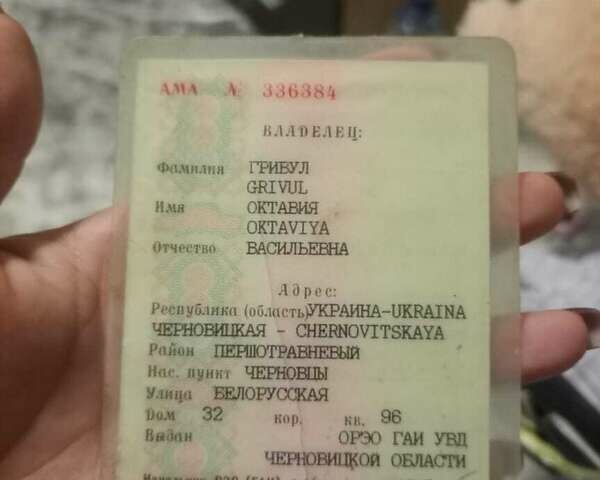 АМА № 336384
ВЛАДЕЛЕЦ:
Фамилия ГРИВУЛ
GRIVUL
Имя ОКТАВИЯ
OKTAVIYA
Отчество ВАСИЛЬЕВНА
Адрес:
Республика (область) УКРАИНА-UKRAINA
ЧЕРНОВИЦКАЯ - CHERNOVITSKAYA
Район ПЕРШОТРАВНЕВЫЙ
Нас. пункт ЧЕРНОВЦЫ
Улица БЕЛОРУССКАЯ
Дом 32 кор. кв. 96
Выдан ОРЭО ГАИ УВД
ЧЕРНОВИЦКОЙ ОБЛАСТИ